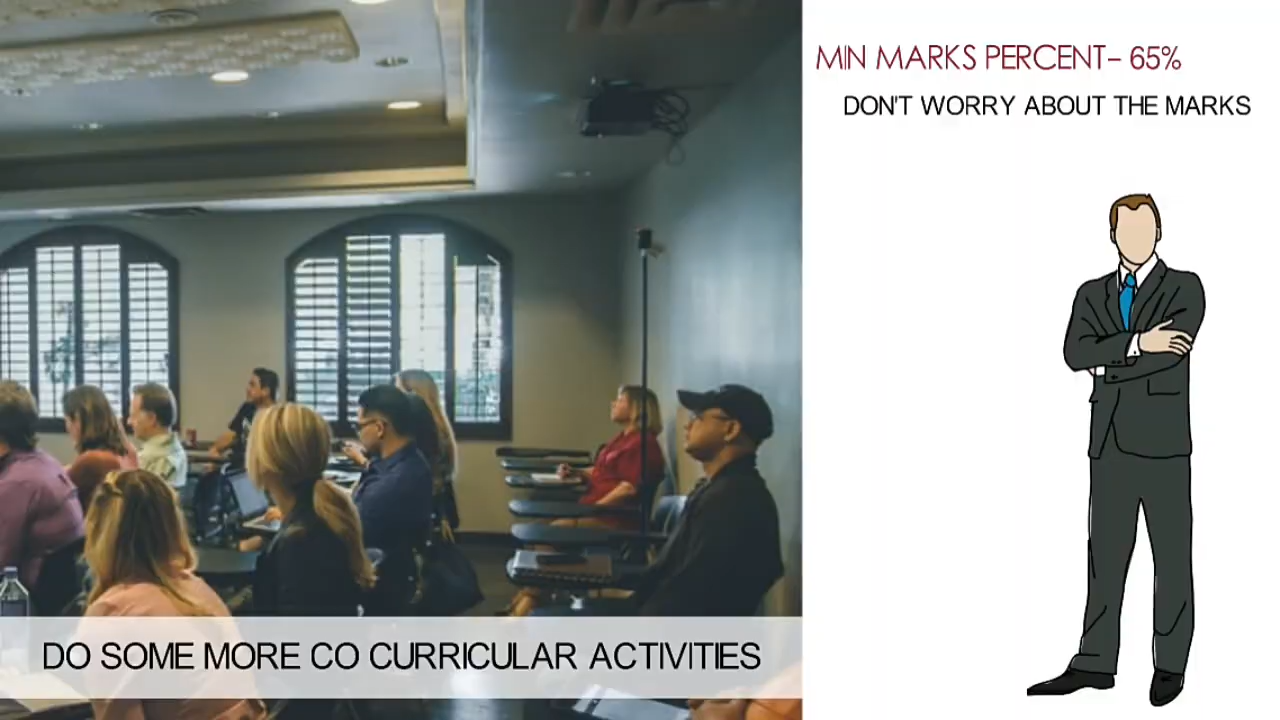 MIN MARKS PERCENT– 65%
DON'T WORRY ABOUT THE MARKS
DO SOME MORE CO CURRICULAR ACTIVITIES